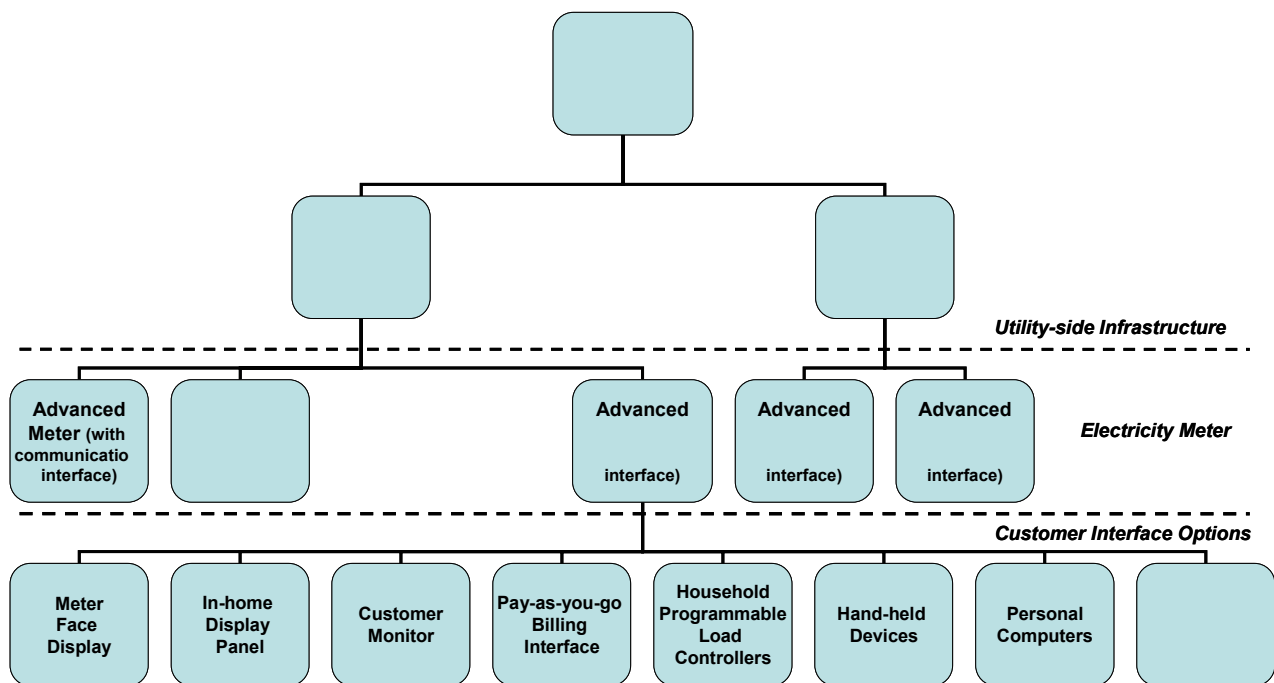 Utility-side Infrastructure
Advanced
Meter (with
communicatio
interface)
Advanced
interface)
Advanced
interface)
Advanced
interface)
Electricity Meter
Customer Interface Options
Meter
Face
Display
In-home
Display
Panel
Customer
Monitor
Pay-as-you-go
Billing
Interface
Household
Programmable
Load
Controllers
Hand-held
Devices
Personal
Computers